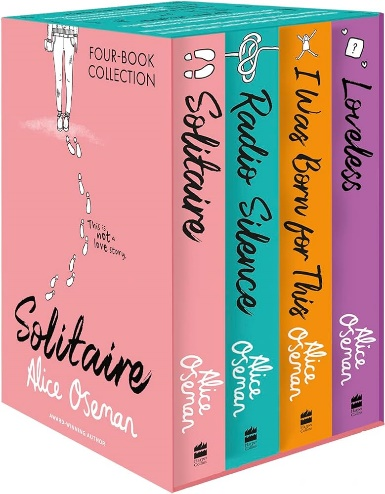 FOUR-BOOK
COLLECTION
This is
not a
love story.
Solitaire
Alice Oseman
AWARD-WINNING AUTHOR
Solitaire
Alice
Oseman
Radio Silence
Alice
Oseman
I Was Born for This
Alice
Oseman
?
Loveless
Alice
Oseman